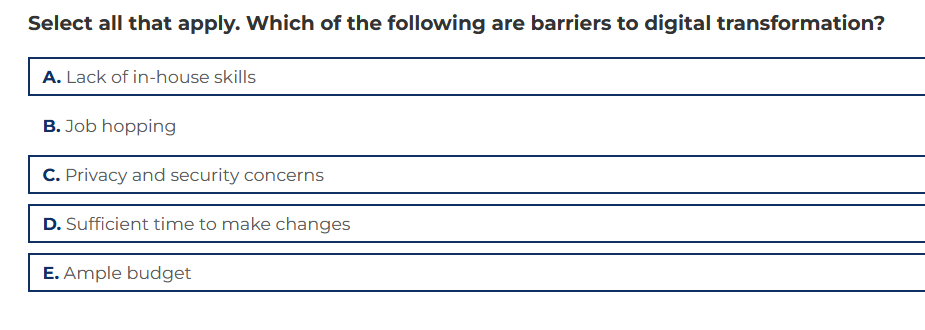 Select all that apply. Which of the following are barriers to digital transformation?
A. Lack of in-house skills
B. Job hopping
C. Privacy and security concerns
D. Sufficient time to make changes
E. Ample budget